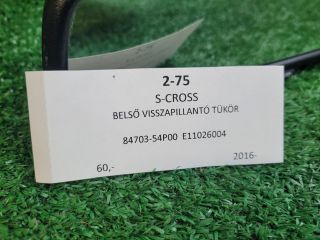 2-75
S-CROSS
BELSŐ VISSZAPILLANTÓ TÜKÖR
84703-54P00 E11026004
60,- 2016-